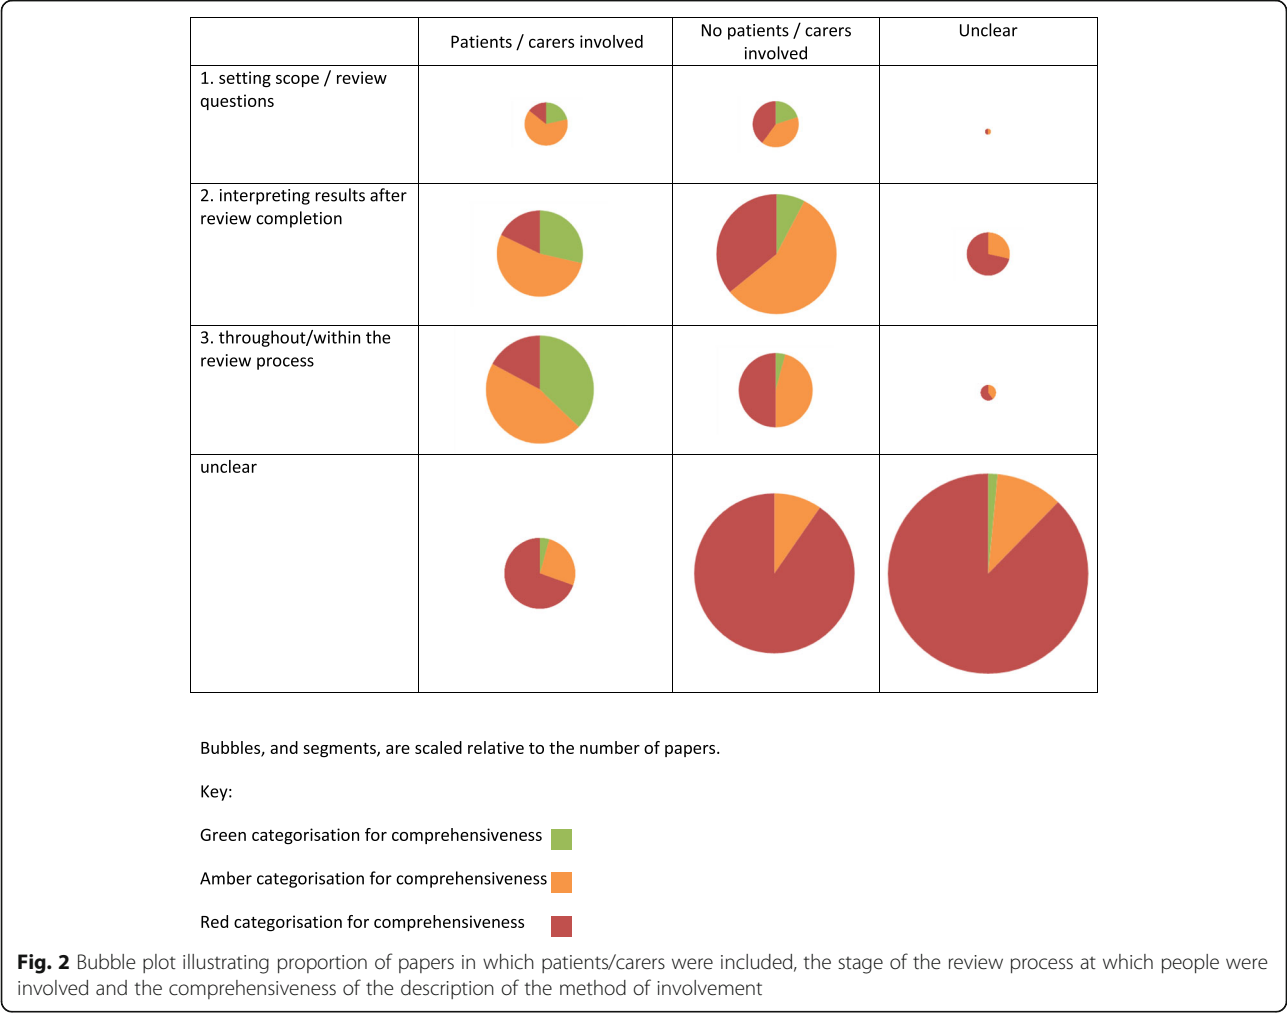 Patients / carers involved
No patients / carers
involved
Unclear
1. setting scope / review
questions
2. interpreting results after
review completion
3. throughout/within the
review process
unclear
Bubbles, and segments, are scaled relative to the number of papers.
Key:
Green categorisation for comprehensiveness
Amber categorisation for comprehensiveness
Red categorisation for comprehensiveness
Fig. 2 Bubble plot illustrating proportion of papers in which patients/carers were included, the stage of the review process at which people were
involved and the comprehensiveness of the description of the method of involvement